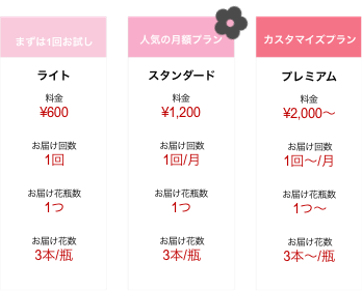 まずは1回お試し
ライト
料金
¥600
お届け回数
1回
お届け花瓶数
1つ
お届け花数
3本/瓶
人気の月額プラン
スタンダード
料金
¥1,200
お届け回数
1回/月
お届け花瓶数
1つ
お届け花数
3本/瓶
カスタマイズプラン
プレミアム
料金
¥2,000〜
お届け回数
1回〜/月
お届け花瓶数
1つ〜
お届け花数
3本〜/瓶